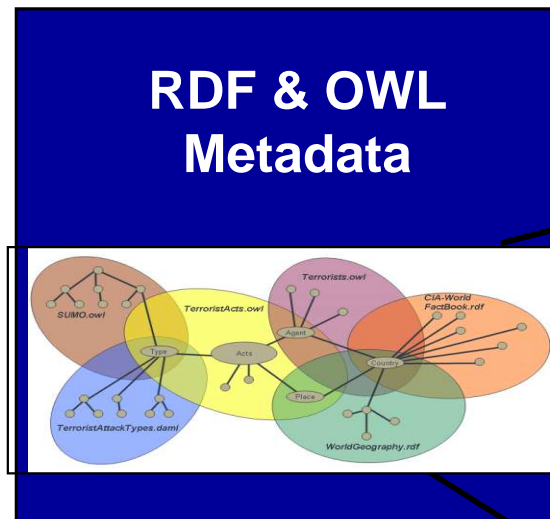 RDF & OWL
Metadata
Terrorists.owl
CIA-World
FactBook.rdf
SUMO.owl
TerroristActs.owl
Agent
Type
Acts
Country
Place
TerroristAttackTypes.daml
WorldGeography.rdf